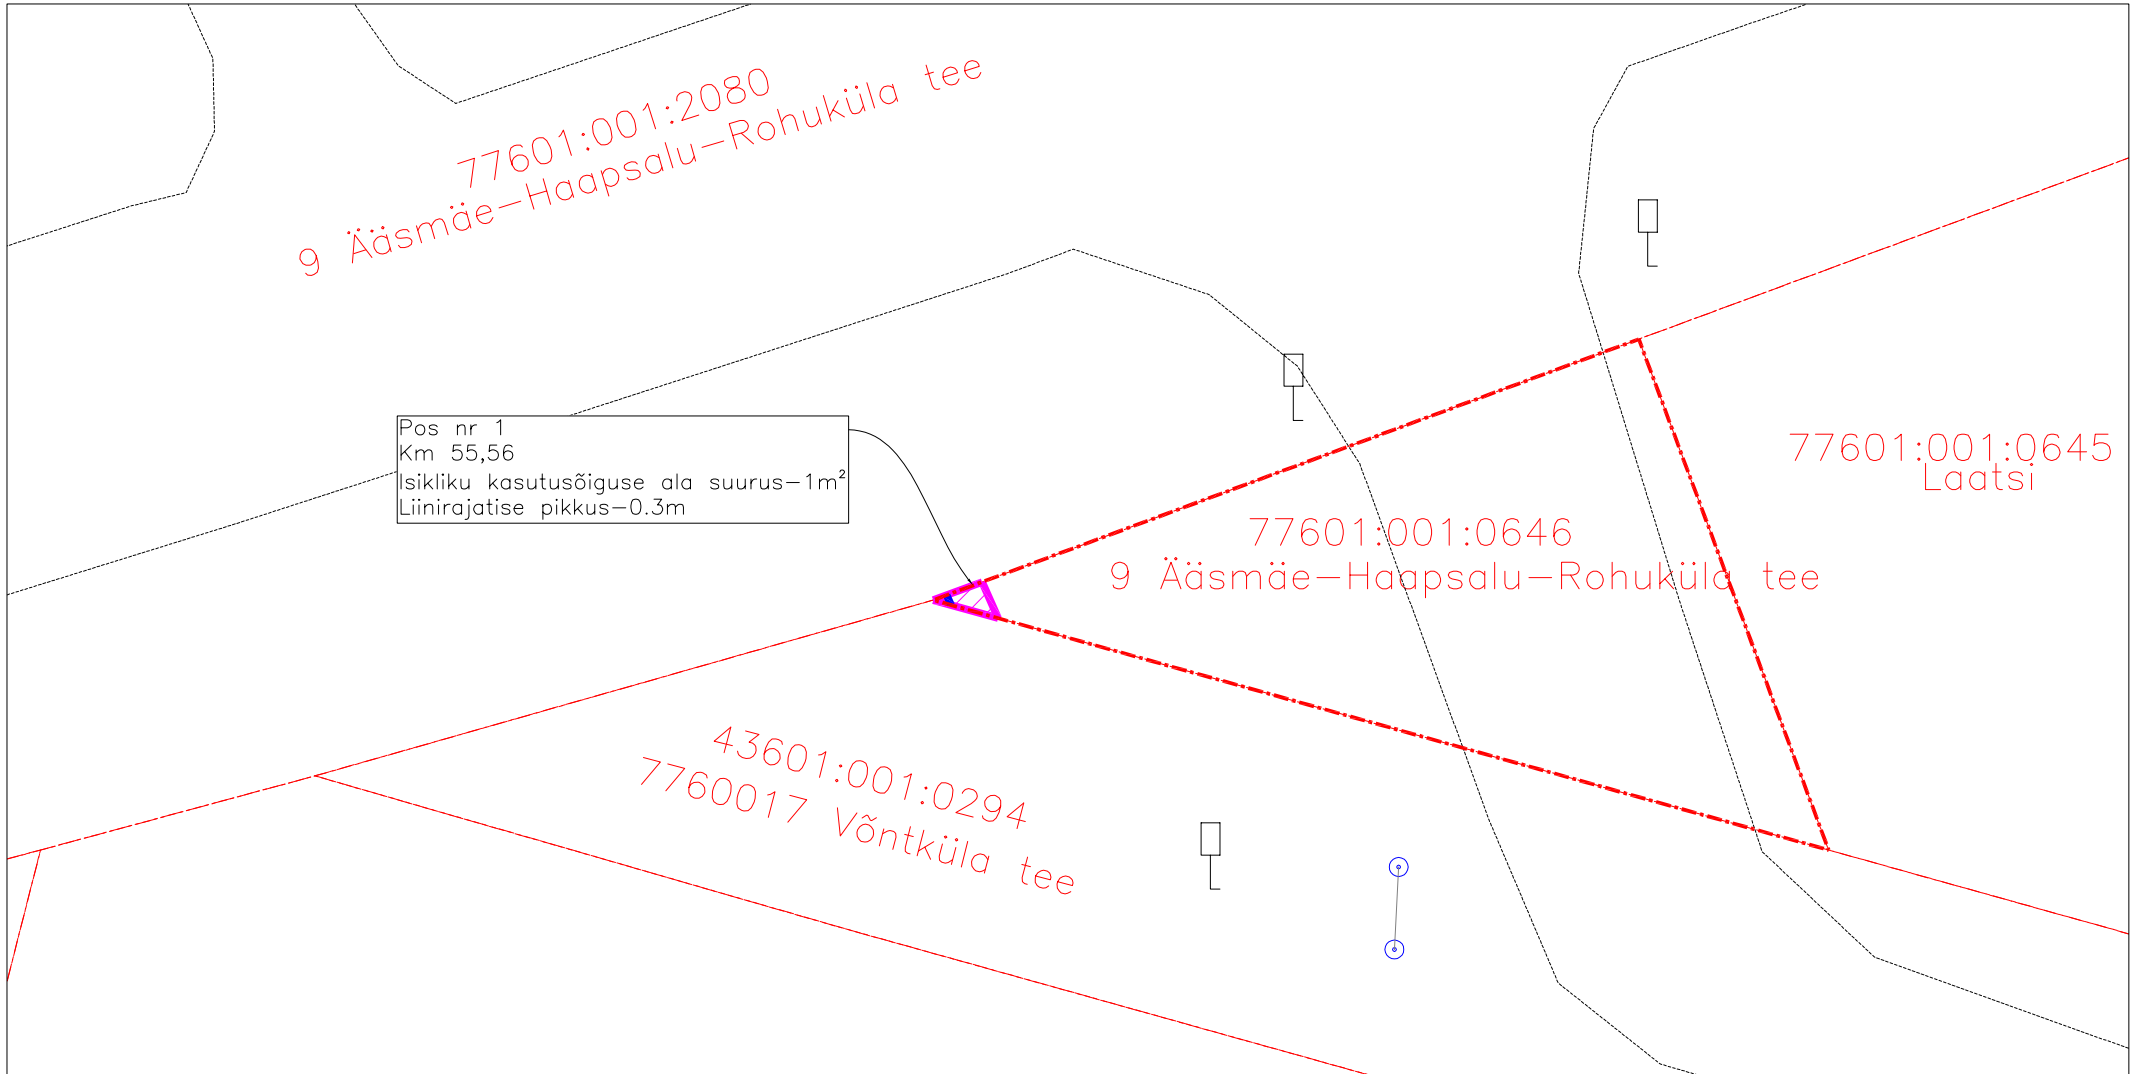 77601:001:2080
9 Ääsmäe-Haapsalu-Rohuküla tee
Pos nr 1
Km 55,56
Isikliku kasutusõiguse ala suurus-1m²
Liinirajatise pikkus-0.3m
77601:001:0645
Laatsi
77601:001:0646
9 Ääsmäe-Haapsalu-Rohuküla tee
43601:001:0294
7760017 Võntküla tee